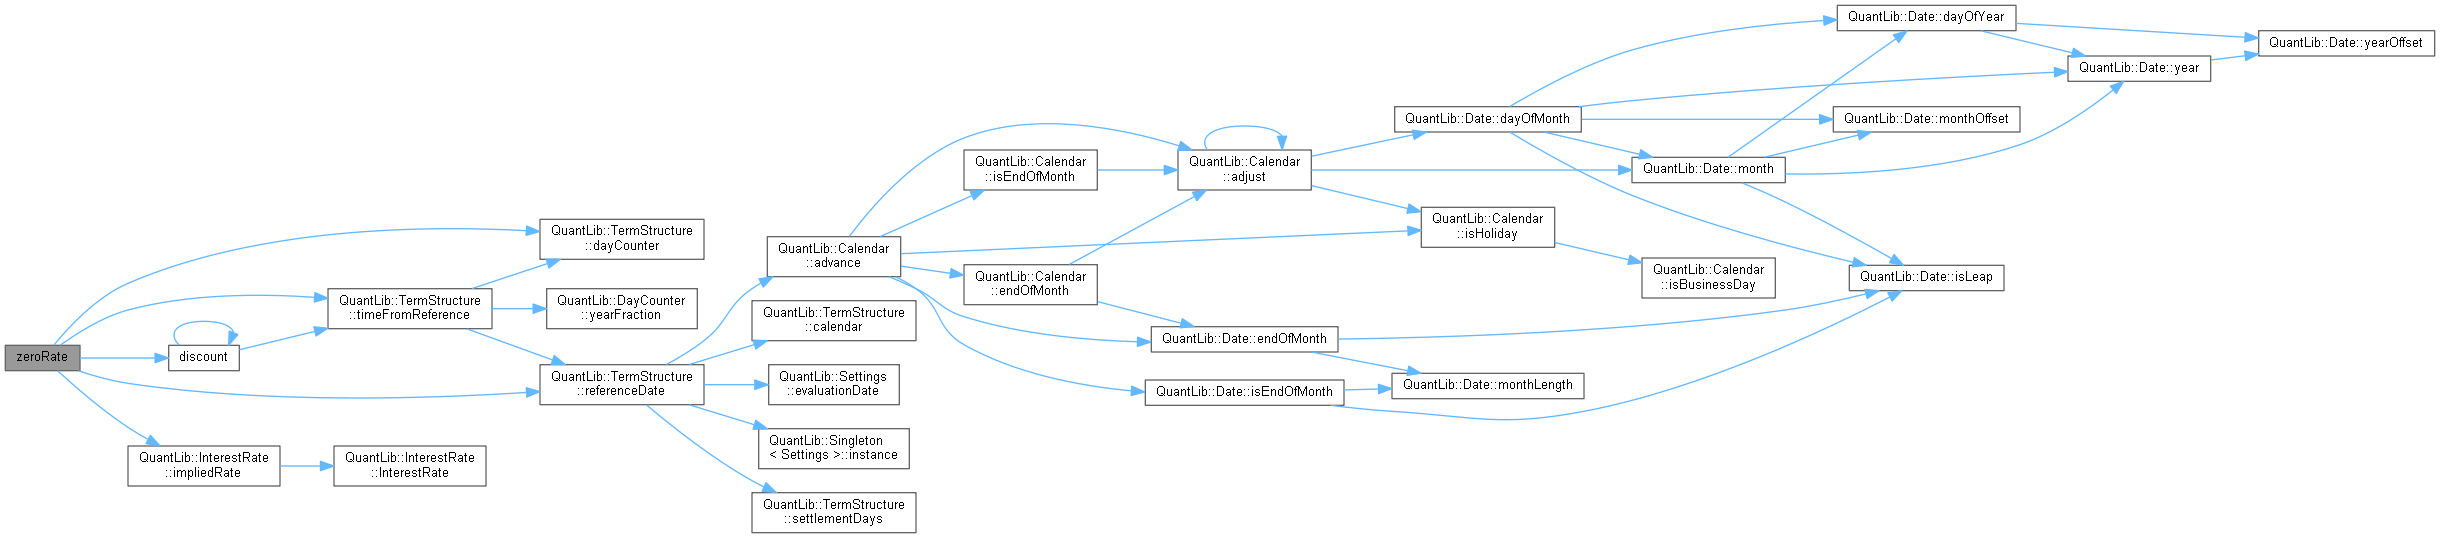 zeroRate
discount
QuantLib::InterestRate
::impliedRate
QuantLib::TermStructure
::timeFromReference
QuantLib::InterestRate
::InterestRate
QuantLib::TermStructure
::dayCounter
QuantLib::DayCounter
::yearFraction
QuantLib::TermStructure
::referenceDate
QuantLib::Calendar
::advance
QuantLib::TermStructure
::calendar
QuantLib::Settings
::evaluationDate
QuantLib::Singleton
< Settings >::instance
QuantLib::TermStructure
::settlementDays
QuantLib::Calendar
::isEndOfMonth
QuantLib::Calendar
::endOfMonth
QuantLib::Calendar
::adjust
QuantLib::Date::endOfMonth
QuantLib::Date::isEndOfMonth
QuantLib::Date::dayOfMonth
QuantLib::Calendar
::isHoliday
QuantLib::Date::monthLength
QuantLib::Date::month
QuantLib::Calendar
::isBusinessDay
QuantLib::Date::dayOfYear
QuantLib::Date::monthOffset
QuantLib::Date::isLeap
QuantLib::Date::year
QuantLib::Date::yearOffset